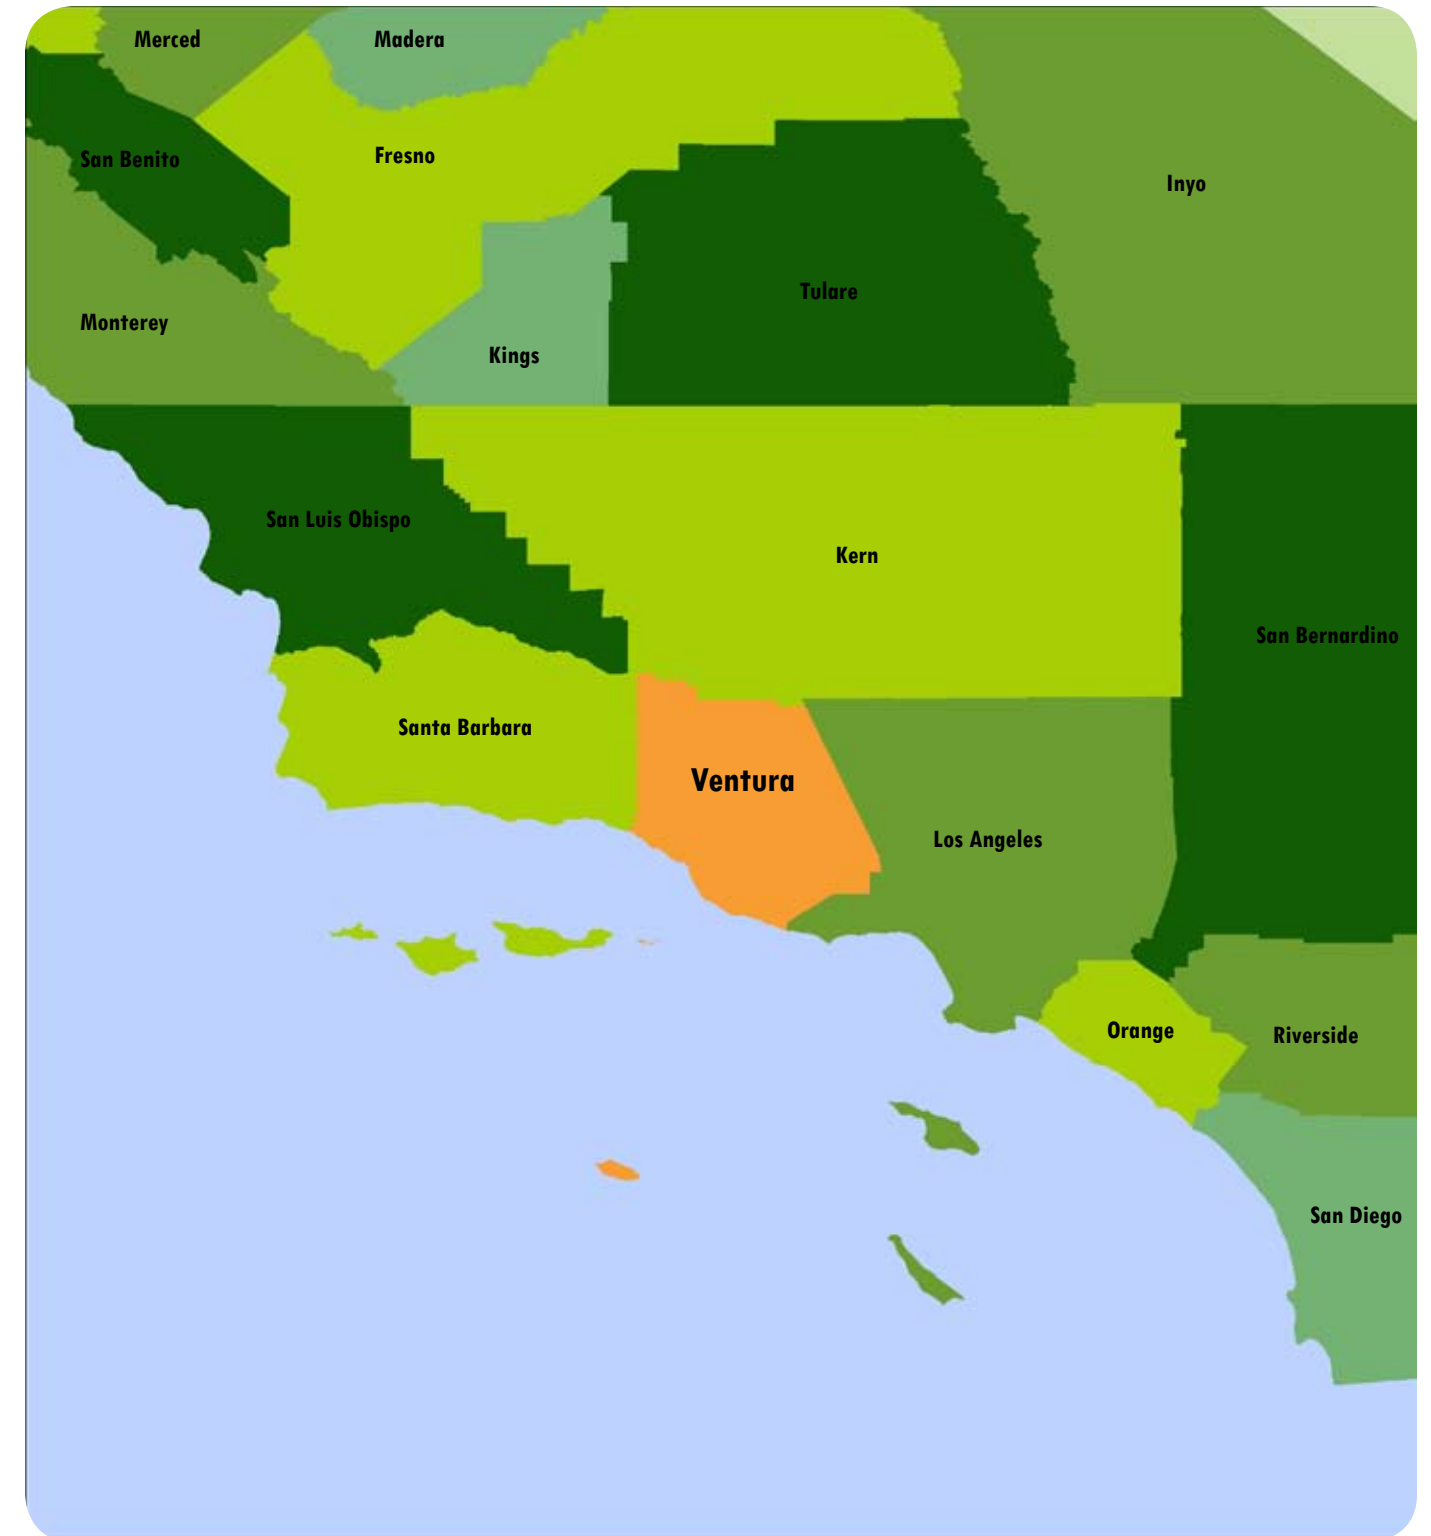 Merced
Madera
San Benito
Fresno
Inyo
Tulare
Monterey
Kings
San Luis Obispo
Kern
San Bernardino
Santa Barbara
Ventura
Los Angeles
Orange
Riverside
San Diego